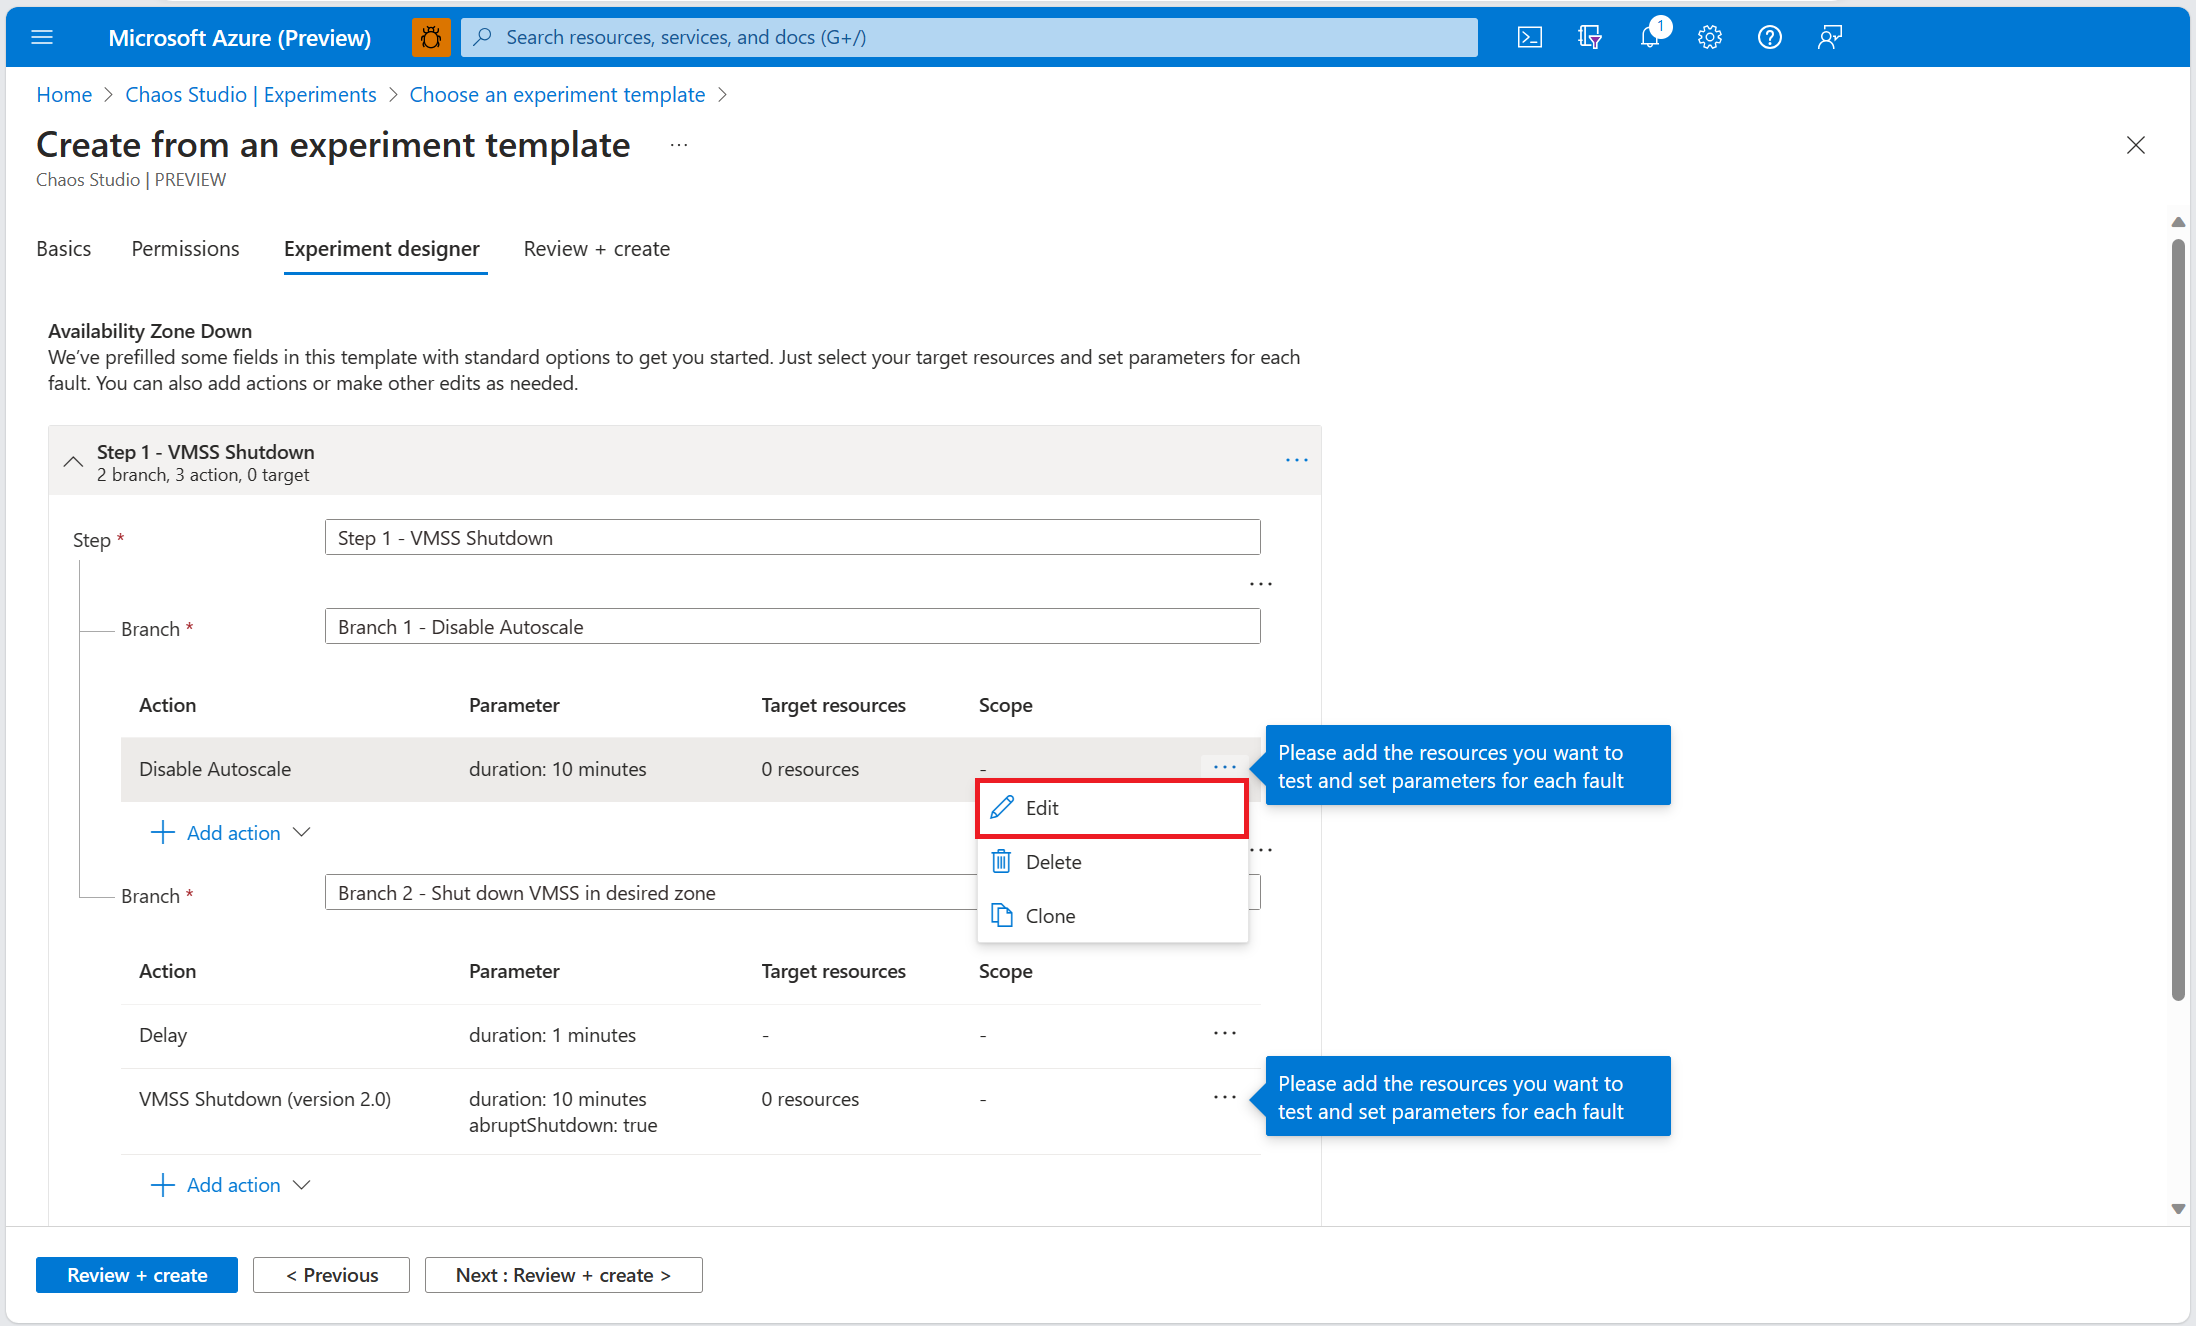 Microsoft Azure (Preview)
Search resources, services, and docs (G+/)
1
Home > Chaos Studio | Experiments > Choose an experiment template >
Create from an experiment template ...
Chaos Studio | PREVIEW
Basics Permissions Experiment designer Review + create
Availability Zone Down
We’ve prefilled some fields in this template with standard options to get you started. Just select your target resources and set parameters for each
fault. You can also add actions or make other edits as needed.
Step 1 - VMSS Shutdown
2 branch, 3 action, 0 target
Step * Step 1 - VMSS Shutdown
Branch * Branch 1 - Disable Autoscale
Action Parameter Target resources Scope
Disable Autoscale duration: 10 minutes 0 resources -
Please add the resources you want to
test and set parameters for each fault
Edit
Delete
Clone
Add action
Branch * Branch 2 - Shut down VMSS in desired zone
Action Parameter Target resources Scope
Delay duration: 1 minutes - -
VMSS Shutdown (version 2.0) duration: 10 minutes 0 resources -
abruptShutdown: true
Please add the resources you want to
test and set parameters for each fault
Add action
Review + create < Previous Next : Review + create >